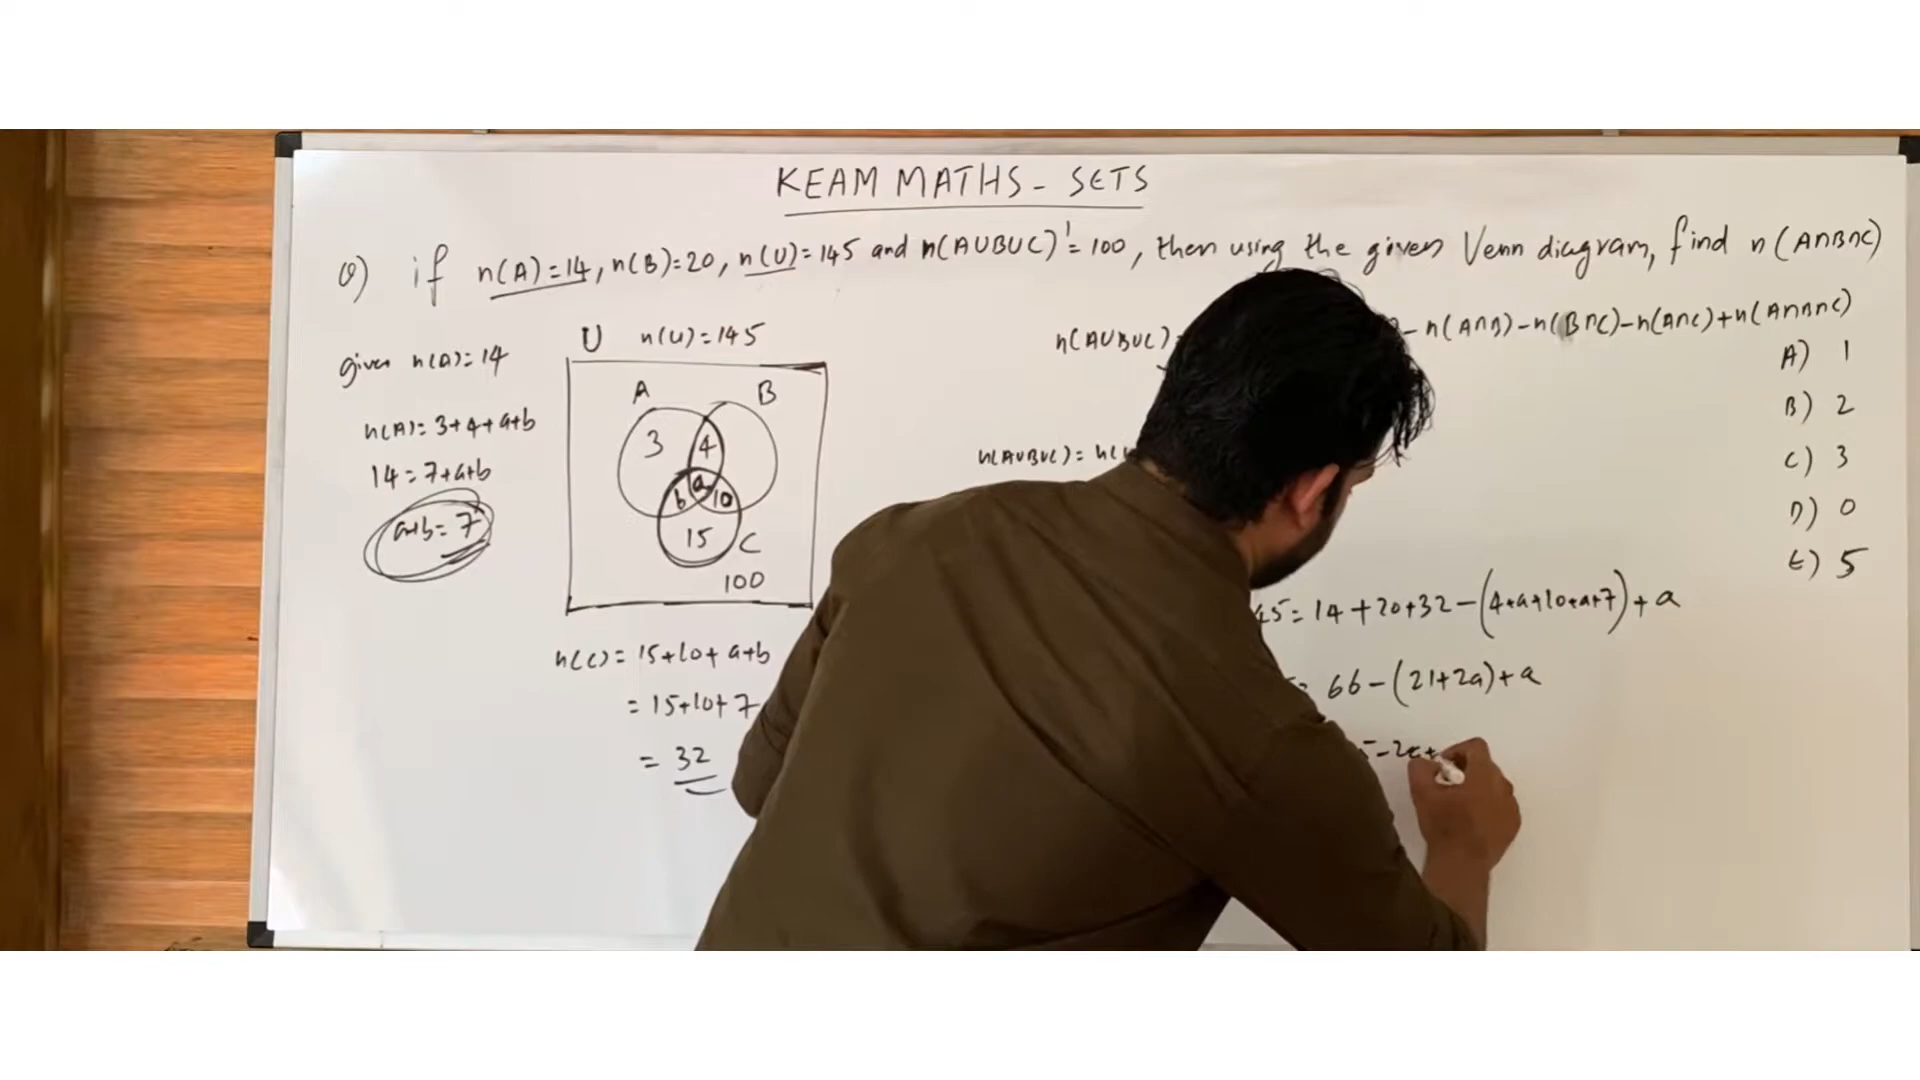 KEAM MATHS - SETS
Q) if n(A)=14, n(B)=20, n(U)=145 and n(AUBUC)'=100, then using the given Venn diagram, find n(A∩B∩C)
given n(A)=14
n(A)=3+4+a+b
14=7+a+b
a+b=7
U n(U)=145
A B
3 4
b a 10
15 C
100
n(C)=15+10+a+b
=15+10+7
=32
n(AUBUC)=
-n(A∩B)-n(B∩C)-n(A∩C)+n(A∩B∩C)
n(AUBUC)=
A) 1
B) 2
C) 3
D) 0
E) 5
45=14+20+32-(4+a+10+a+7)+a
= 66-(21+2a)+a